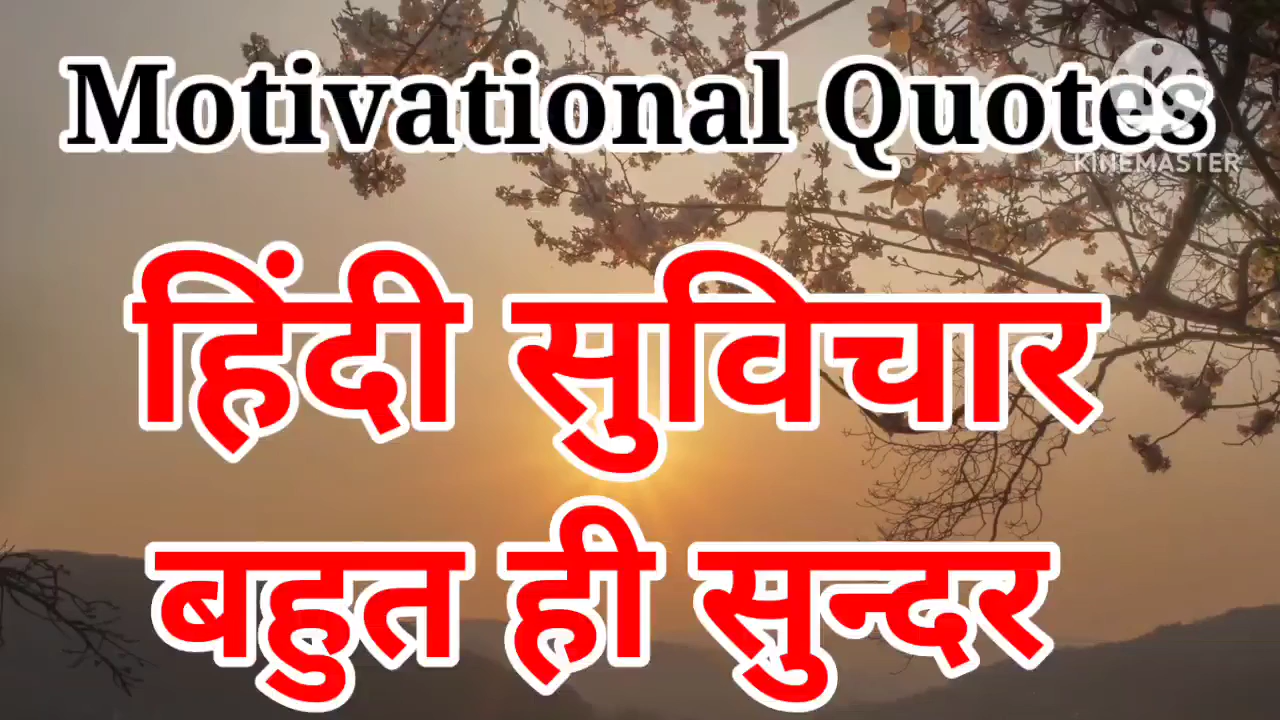 Motivational Quotes
KINEMASTER
हिंदी सुविचार
बहुत ही सुन्दर